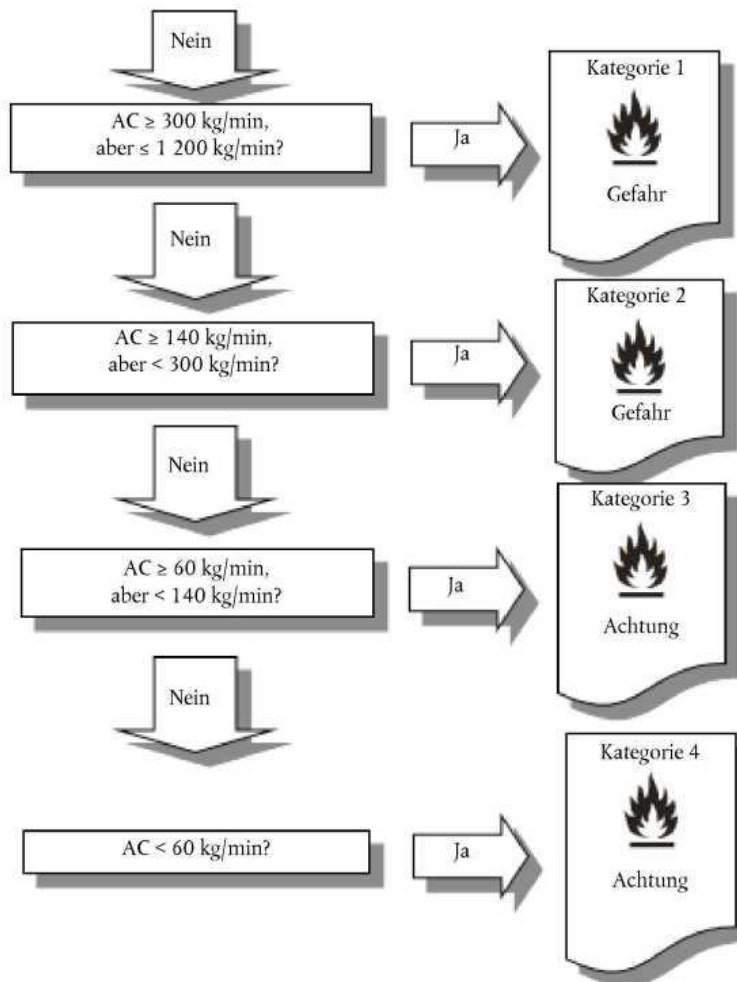 Nein
AC ≥ 300 kg/min,
aber ≤ 1 200 kg/min?
Ja
Kategorie 1
Gefahr
Nein
AC ≥ 140 kg/min,
aber < 300 kg/min?
Ja
Kategorie 2
Gefahr
Nein
AC ≥ 60 kg/min,
aber < 140 kg/min?
Ja
Kategorie 3
Achtung
Nein
AC < 60 kg/min?
Ja
Kategorie 4
Achtung